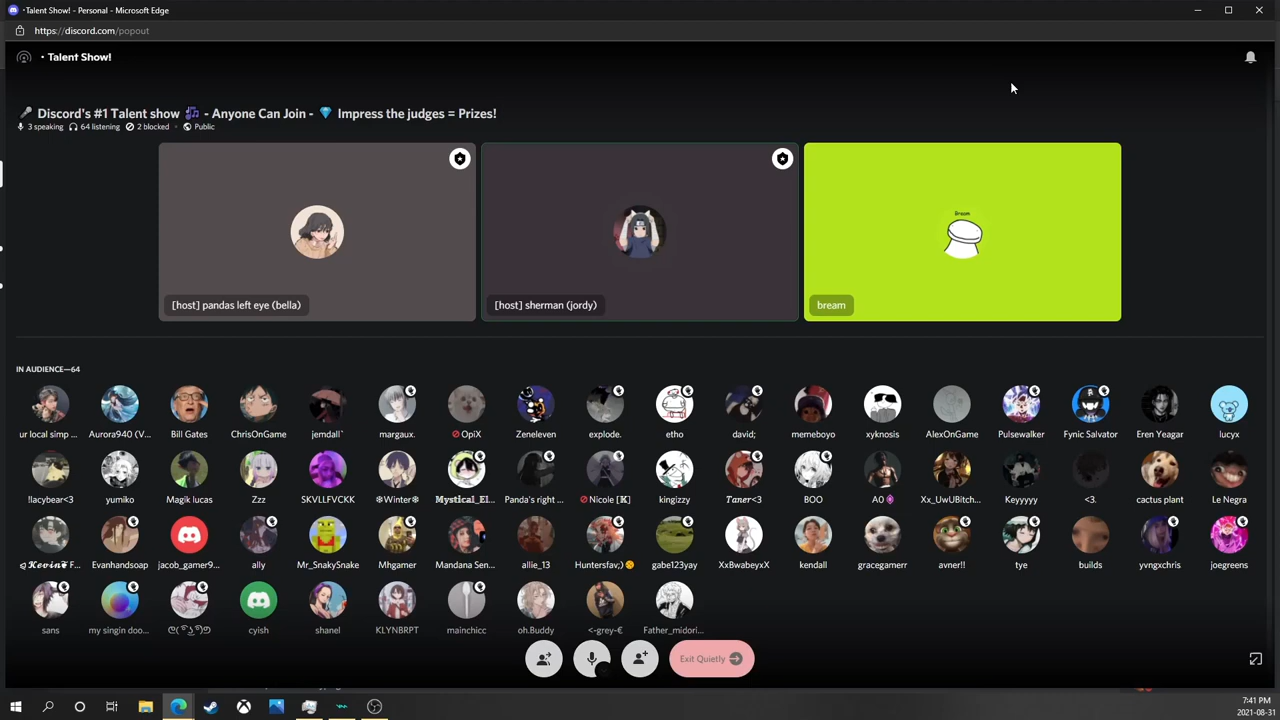 •Talent Show! - Personal - Microsoft Edge
https://discord.com/popout
• Talent Show!
Discord's #1 Talent show - Anyone Can Join - Impress the judges = Prizes!
3 speaking 64 listening 2 blocked • Public
[host] pandas left eye (bella) [host] sherman (jordy) bream
Bream
IN AUDIENCE—64
ur local simp ... Aurora940 (V... Bill Gates ChrisOnGame jemdall` margaux. OpiX Zeneleven explode. etho david; memeboyo xyknosis AlexOnGame Pulsewalker Fynic Salvator Eren Yeagar lucyx
!!acybear<3 yumiko Magik lucas Zzz SKVLLFVCKK ❄Winter❄ 𝐌𝐲𝐬𝐭𝐢𝐜𝐚𝐥_𝐄𝐥... Panda's right ... Nicole [𝐊] kingizzy 𝑻𝒂𝒏𝒆𝒓<3 BOO A0 Xx_UwUBitch... Keyyyyy <3. cactus plant Le Negra
𝓚𝓮𝓿𝓲𝓷 F... Evanhandsoap jacob_gamer9... ally Mr_SnakySnake Mhgamer Mandana Sen... allie_13 Huntersfav;) gabe123yay XxBwabeyxX kendall gracegamerr avner!! tye builds yvngxchris joegreens
sans my singin doo... ლ( ͡° ͜ʖ ͡°)ლ cyish shanel KLYNBRPT mainchicc oh.Buddy <-grey-€ Father_midori...
Exit Quietly
7:41 PM
2021-08-31